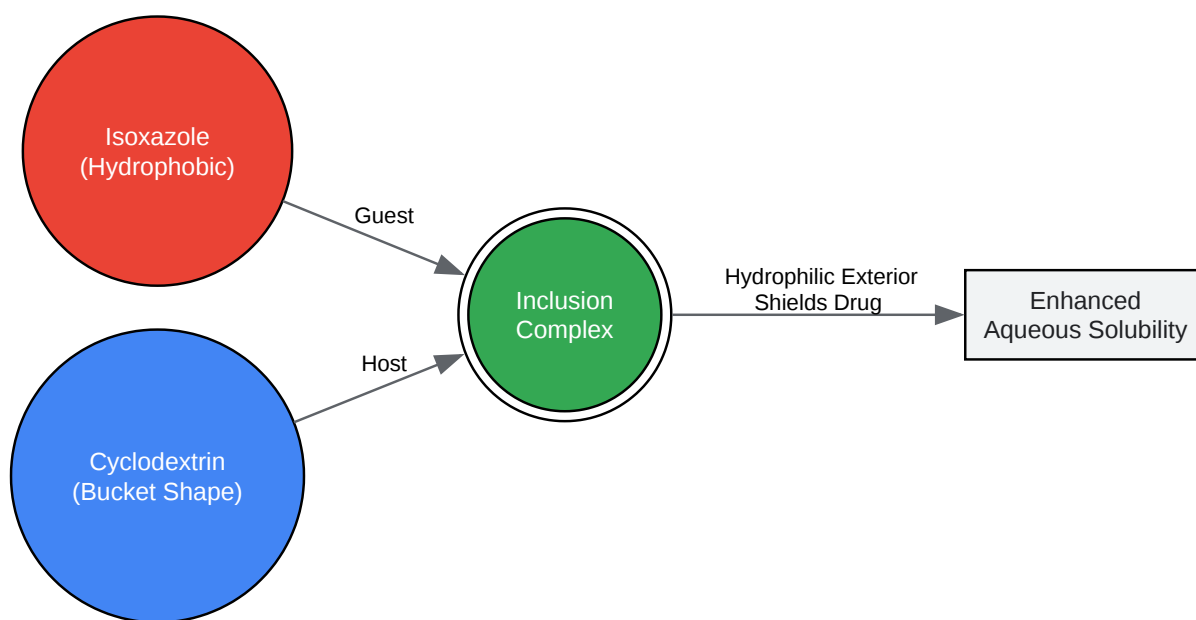 Isoxazole
(Hydrophobic)
Guest
Cyclodextrin
(Bucket Shape)
Host
Inclusion
Complex
Hydrophilic Exterior
Shields Drug
Enhanced
Aqueous Solubility